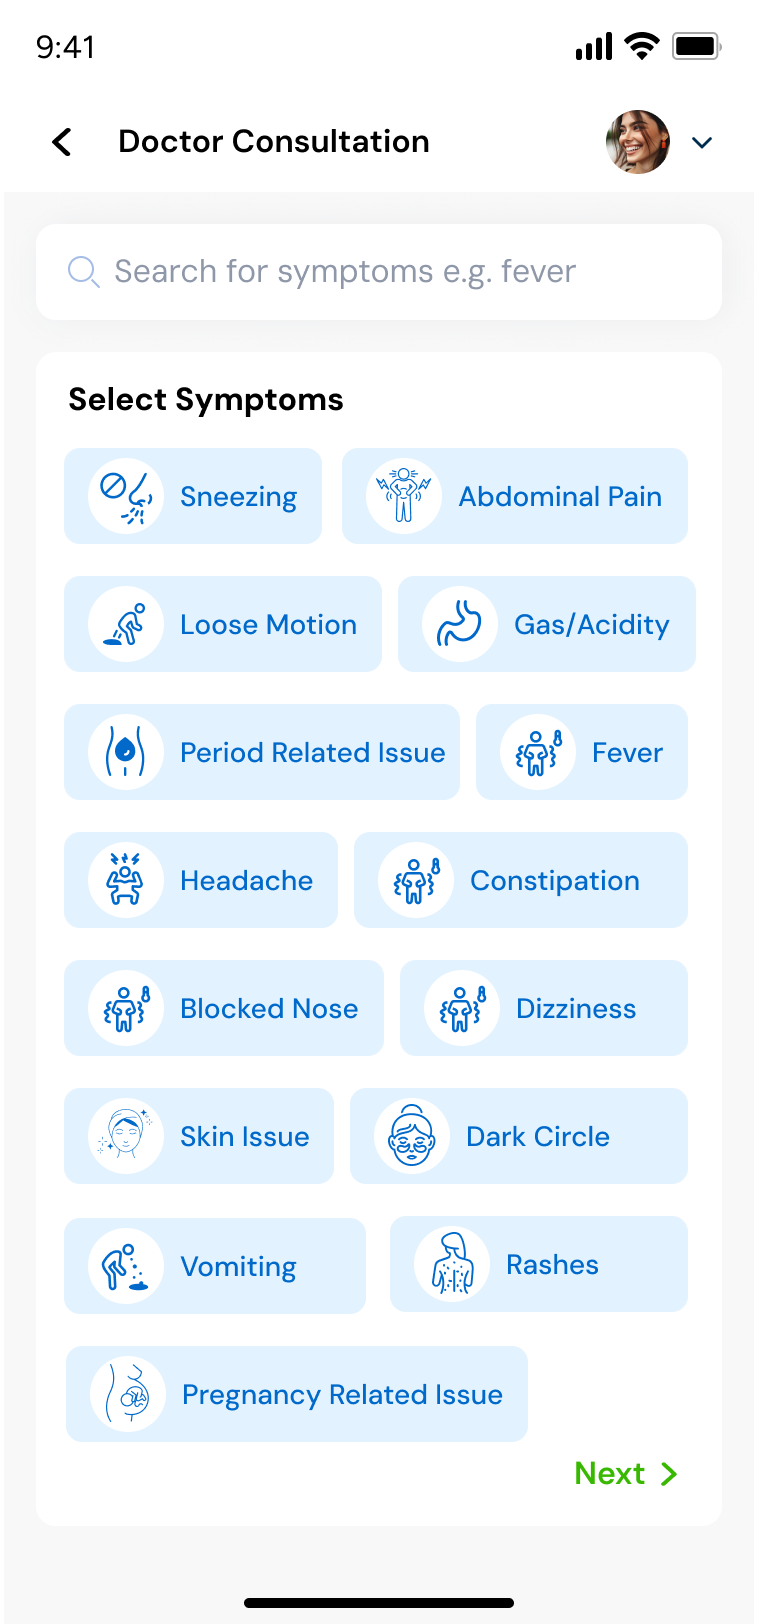 9:41
Doctor Consultation
Search for symptoms e.g. fever
Select Symptoms
Sneezing
Abdominal Pain
Loose Motion
Gas/Acidity
Period Related Issue
Fever
Headache
Constipation
Blocked Nose
Dizziness
Skin Issue
Dark Circle
Vomiting
Rashes
Pregnancy Related Issue
Next